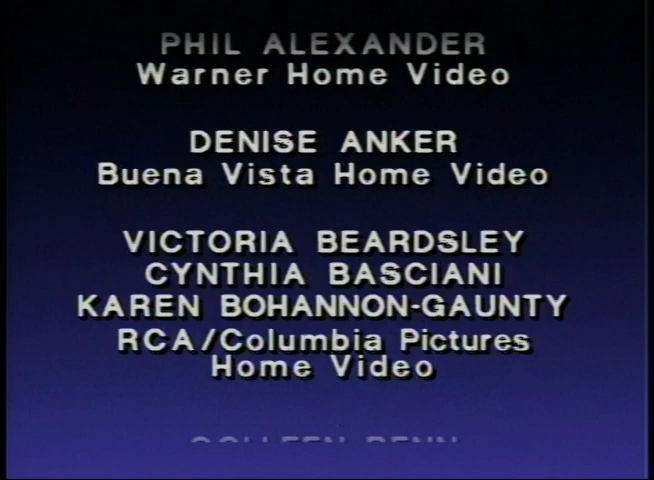 PHIL ALEXANDER
Warner Home Video
DENISE ANKER
Buena Vista Home Video
VICTORIA BEARDSLEY
CYNTHIA BASCIANI
KAREN BOHANNON-GAUNTY
RCA/Columbia Pictures
Home Video